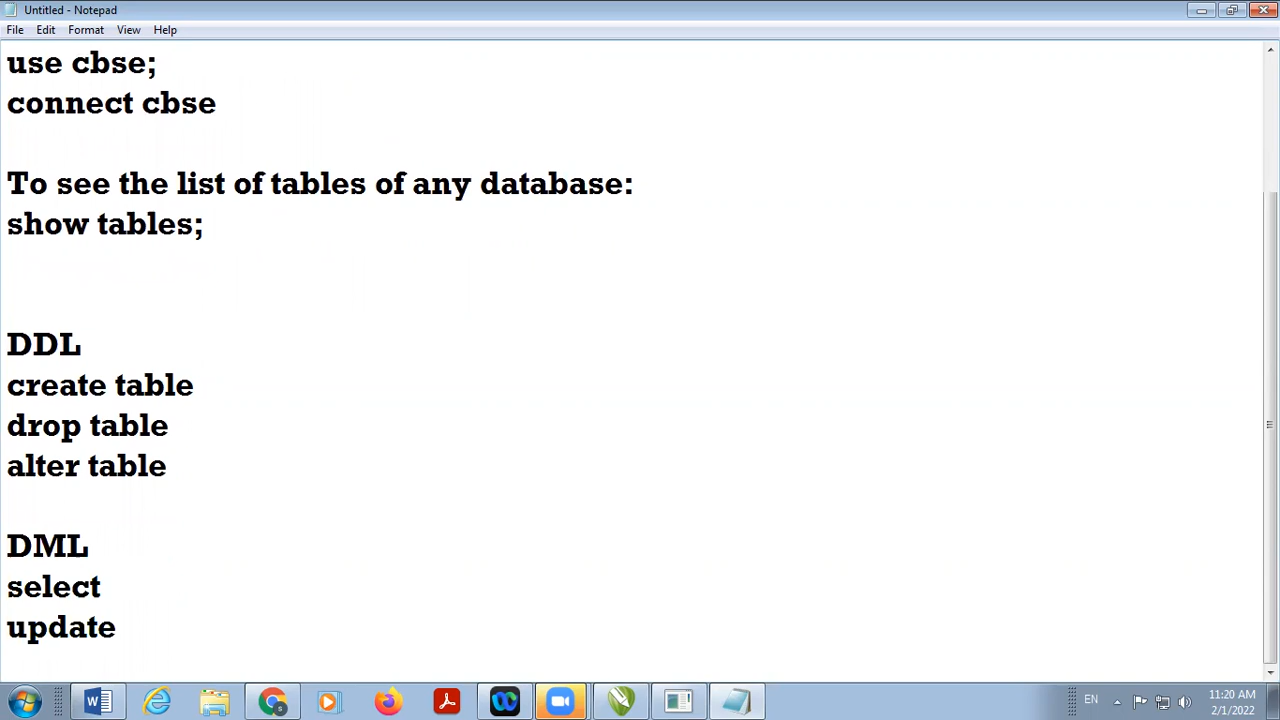 Untitled - Notepad
File Edit Format View Help
use cbse;
connect cbse
To see the list of tables of any database:
show tables;
DDL
create table
drop table
alter table
DML
select
update
EN
11:20 AM
2/1/2022